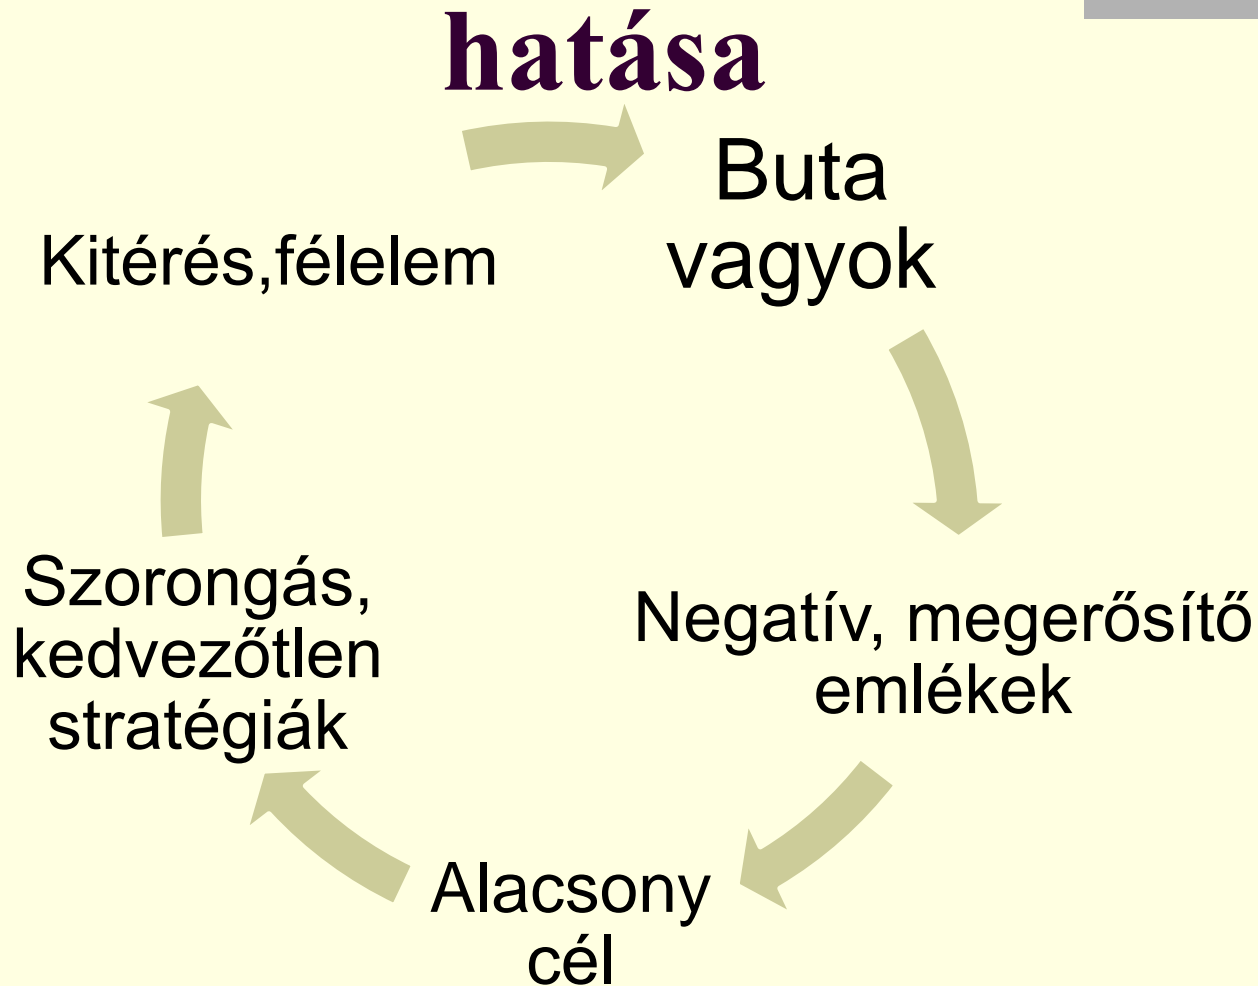 hatása
Buta
vagyok
Negatív, megerősítő
emlékek
Alacsony
cél
Szorongás,
kedvezőtlen
stratégiák
Kitérés,félelem